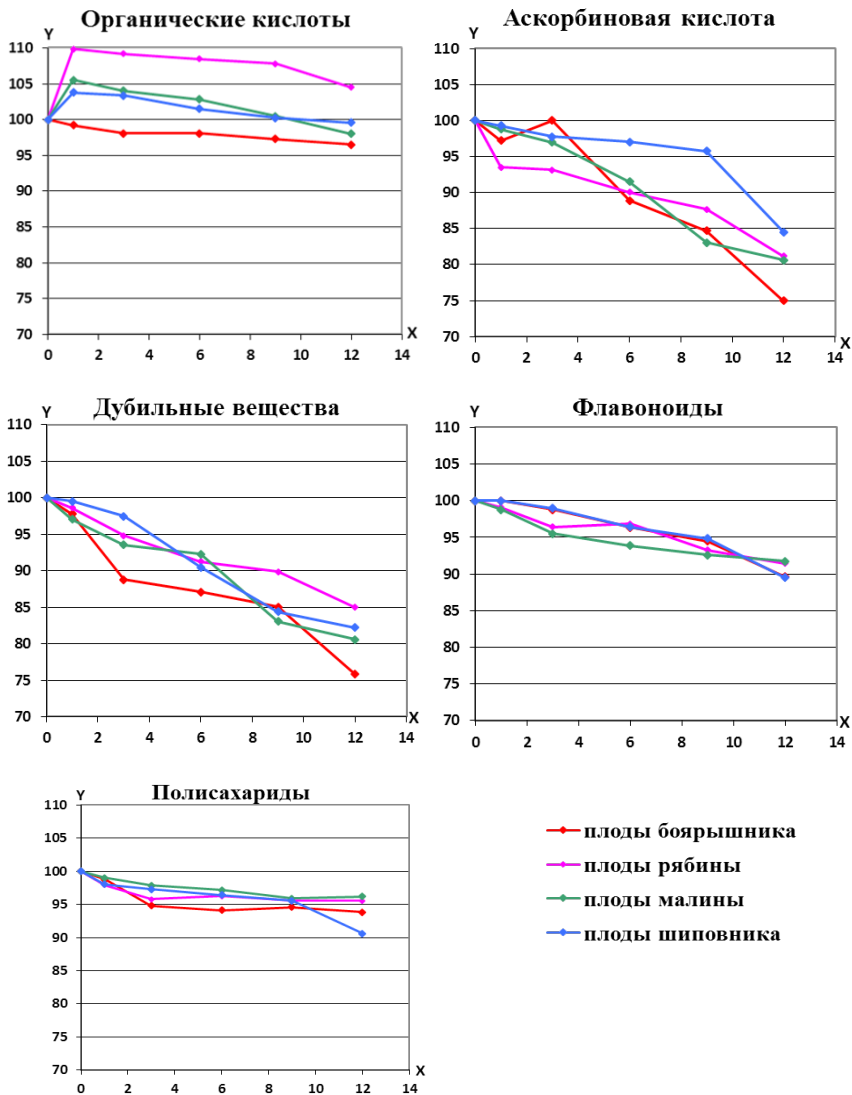 Органические кислоты
Y
110
105
100
95
90
85
80
75
70
0 2 4 6 8 10 12 14
X
Аскорбиновая кислота
Y
110
105
100
95
90
85
80
75
70
0 2 4 6 8 10 12 14
X
Дубильные вещества
Y
110
105
100
95
90
85
80
75
70
0 2 4 6 8 10 12 14
X
Флавоноиды
Y
110
105
100
95
90
85
80
75
70
0 2 4 6 8 10 12 14
X
Полисахариды
Y
110
105
100
95
90
85
80
75
70
0 2 4 6 8 10 12 14
X
плоды боярышника
плоды рябины
плоды малины
плоды шиповника